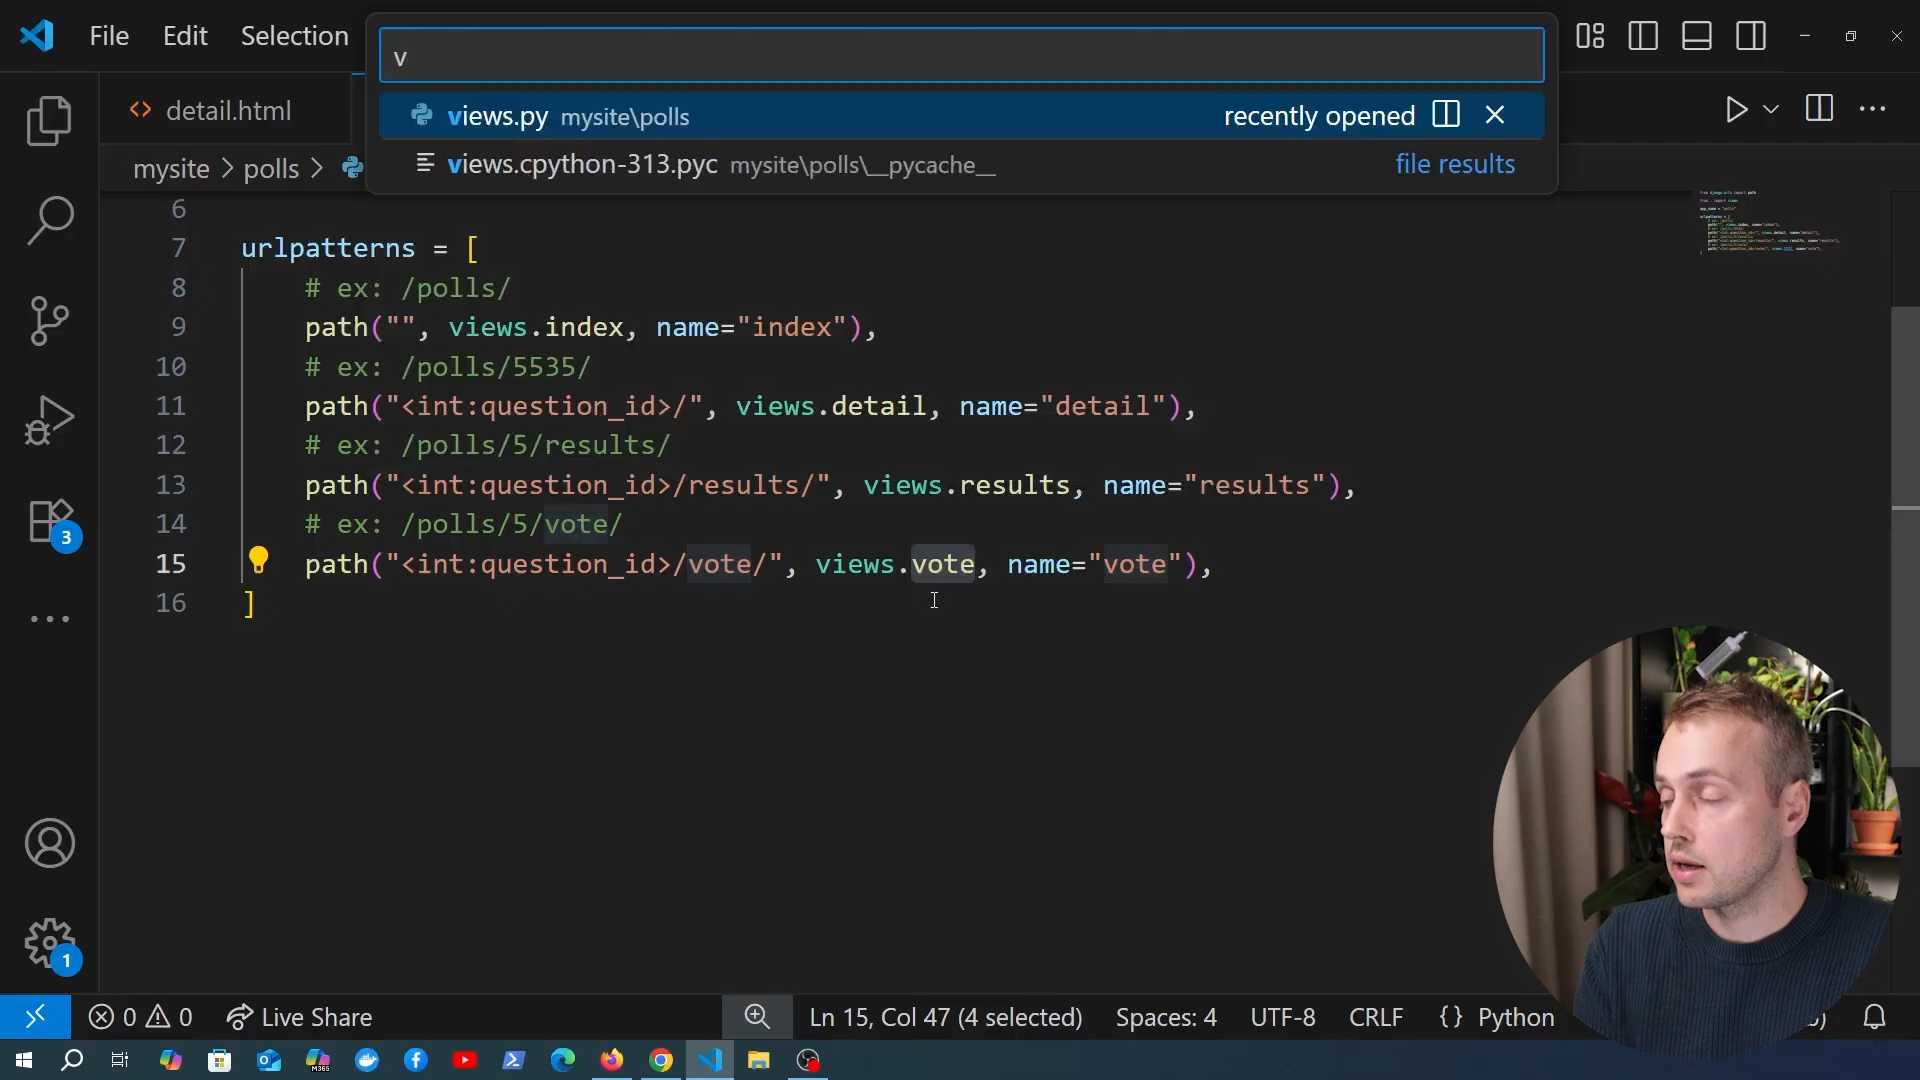 File Edit Selection
v
views.py mysite\polls recently opened
views.cpython-313.pyc mysite\polls\__pycache__ file results
<> detail.html
mysite > polls >
6
7 urlpatterns = [
8 # ex: /polls/
9 path("", views.index, name="index"),
10 # ex: /polls/5535/
11 path("<int:question_id>/", views.detail, name="detail"),
12 # ex: /polls/5/results/
13 path("<int:question_id>/results/", views.results, name="results"),
14 # ex: /polls/5/vote/
15 path("<int:question_id>/vote/", views.vote, name="vote"),
16 ]
3
1
0 0 Live Share Ln 15, Col 47 (4 selected) Spaces: 4 UTF-8 CRLF {} Python
M365